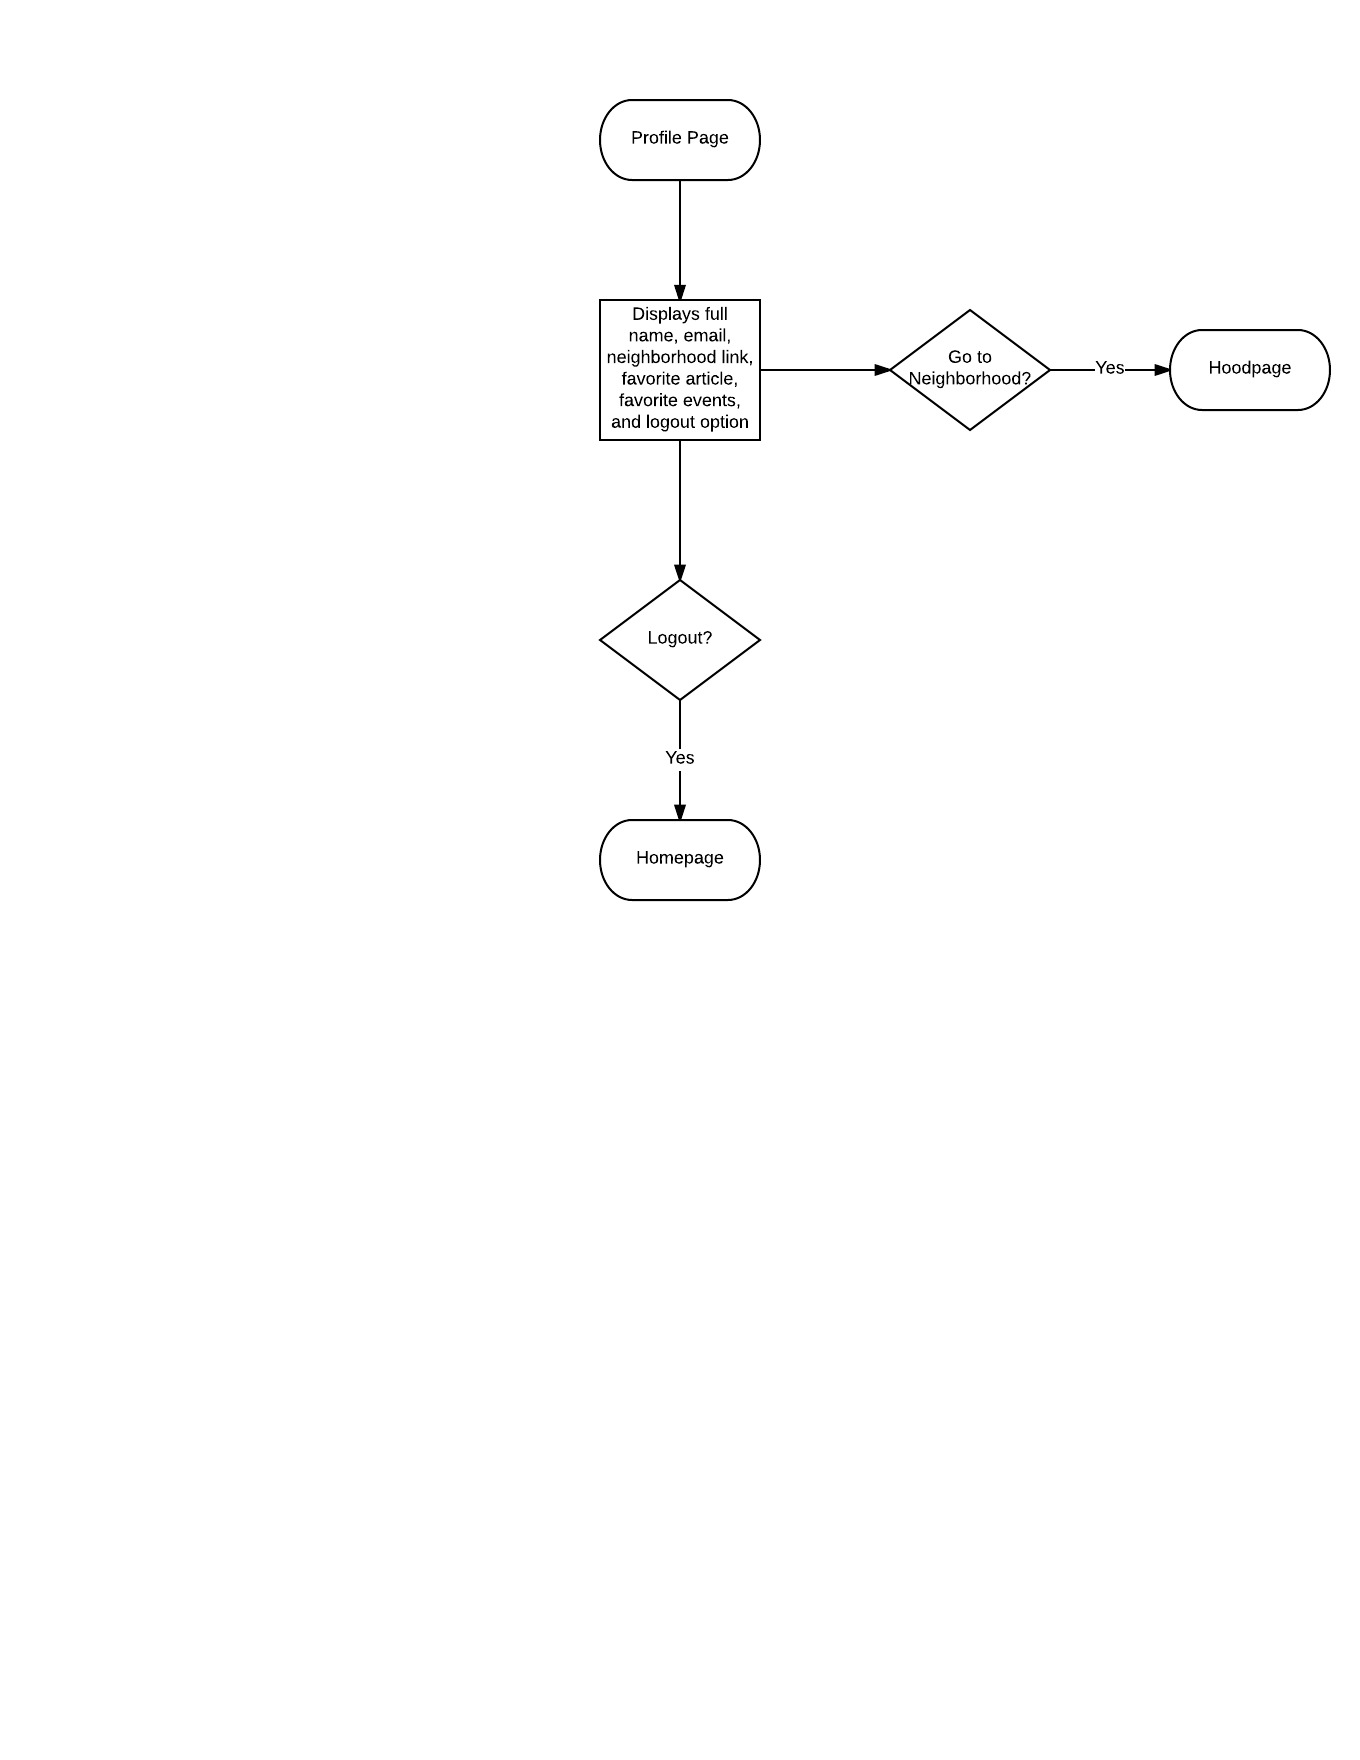 Profile Page
Displays full
name, email,
neighborhood link,
favorite article,
favorite events,
and logout option
Go to
Neighborhood?
Yes
Hoodpage
Logout?
Yes
Homepage